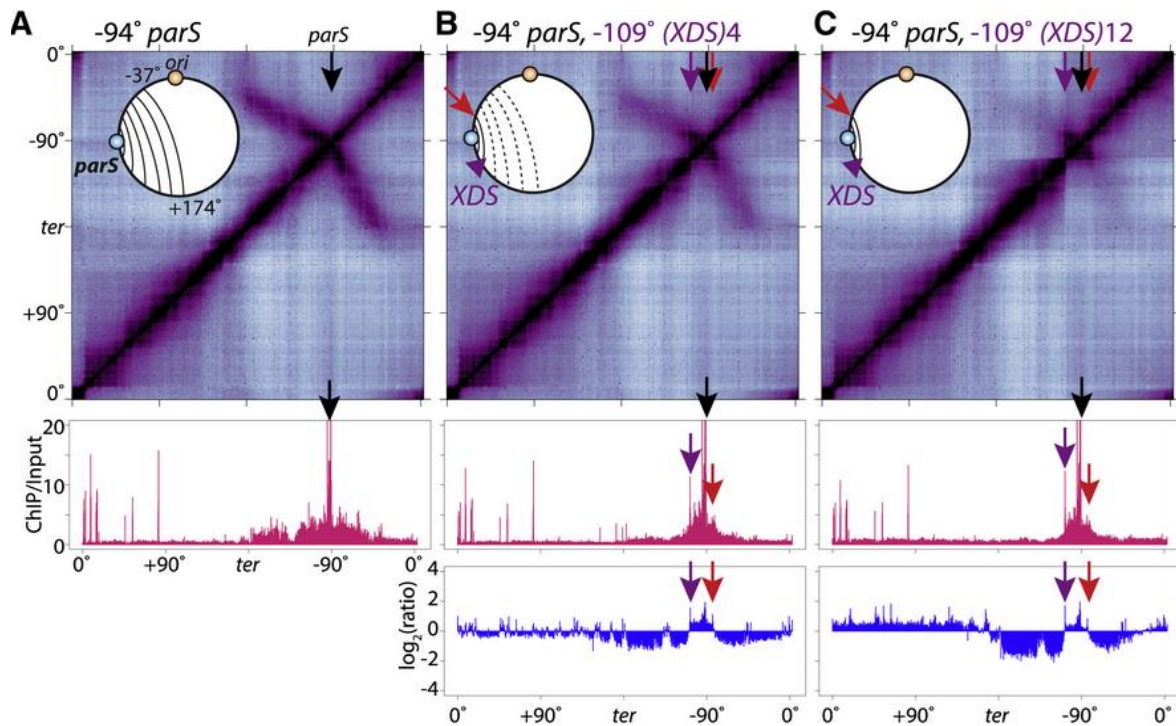 A
-94° parS
parS
B
-94° parS, -109° (XDS)4
C
-94° parS, -109° (XDS)12
0°
-90°
ter
+90°
0°
-37° ori
parS
+174°
XDS
XDS
ChIP/Input
20
10
0
0° +90° ter -90° 0°
log2(ratio)
4
2
0
-2
-4
0° +90° ter -90° 0°
0° +90° ter -90° 0°